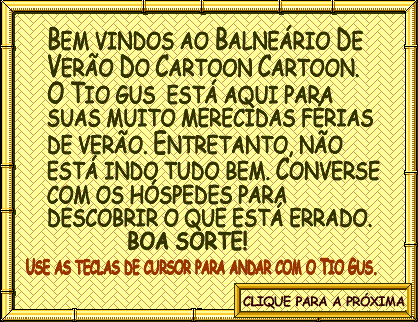 BEM VINDOS AO BALNEÁRIO DE
VERÃO DO CARTOON CARTOON.
O TIO GUS ESTÁ AQUI PARA
SUAS MUITO MERECIDAS FÉRIAS
DE VERÃO. ENTRETANTO, NÃO
ESTÁ INDO TUDO BEM. CONVERSE
COM OS HÓSPEDES PARA
DESCOBRIR O QUE ESTÁ ERRADO.
BOA SORTE!
USE AS TECLAS DE CURSOR PARA ANDAR COM O TIO GUS.
CLIQUE PARA A PRÓXIMA